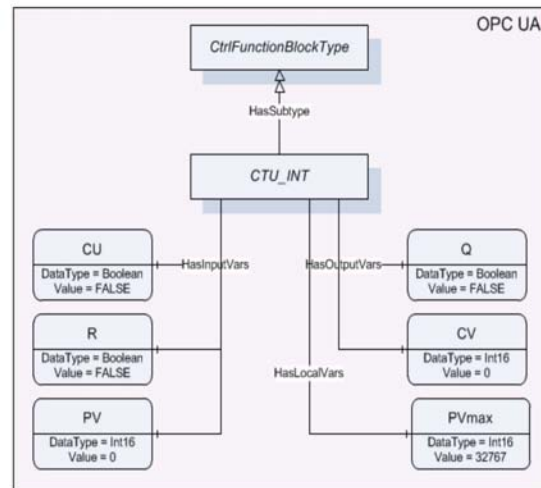 OPC UA
CtrlFunctionBlockType
HasSubtype
CTU_INT
CU
DataType = Boolean
Value = FALSE
HasInputVars
HasOutputVars
Q
DataType = Boolean
Value = FALSE
R
DataType = Boolean
Value = FALSE
CV
DataType = Int16
Value = 0
HasLocalVars
PV
DataType = Int16
Value = 0
PVmax
DataType = Int16
Value = 32767